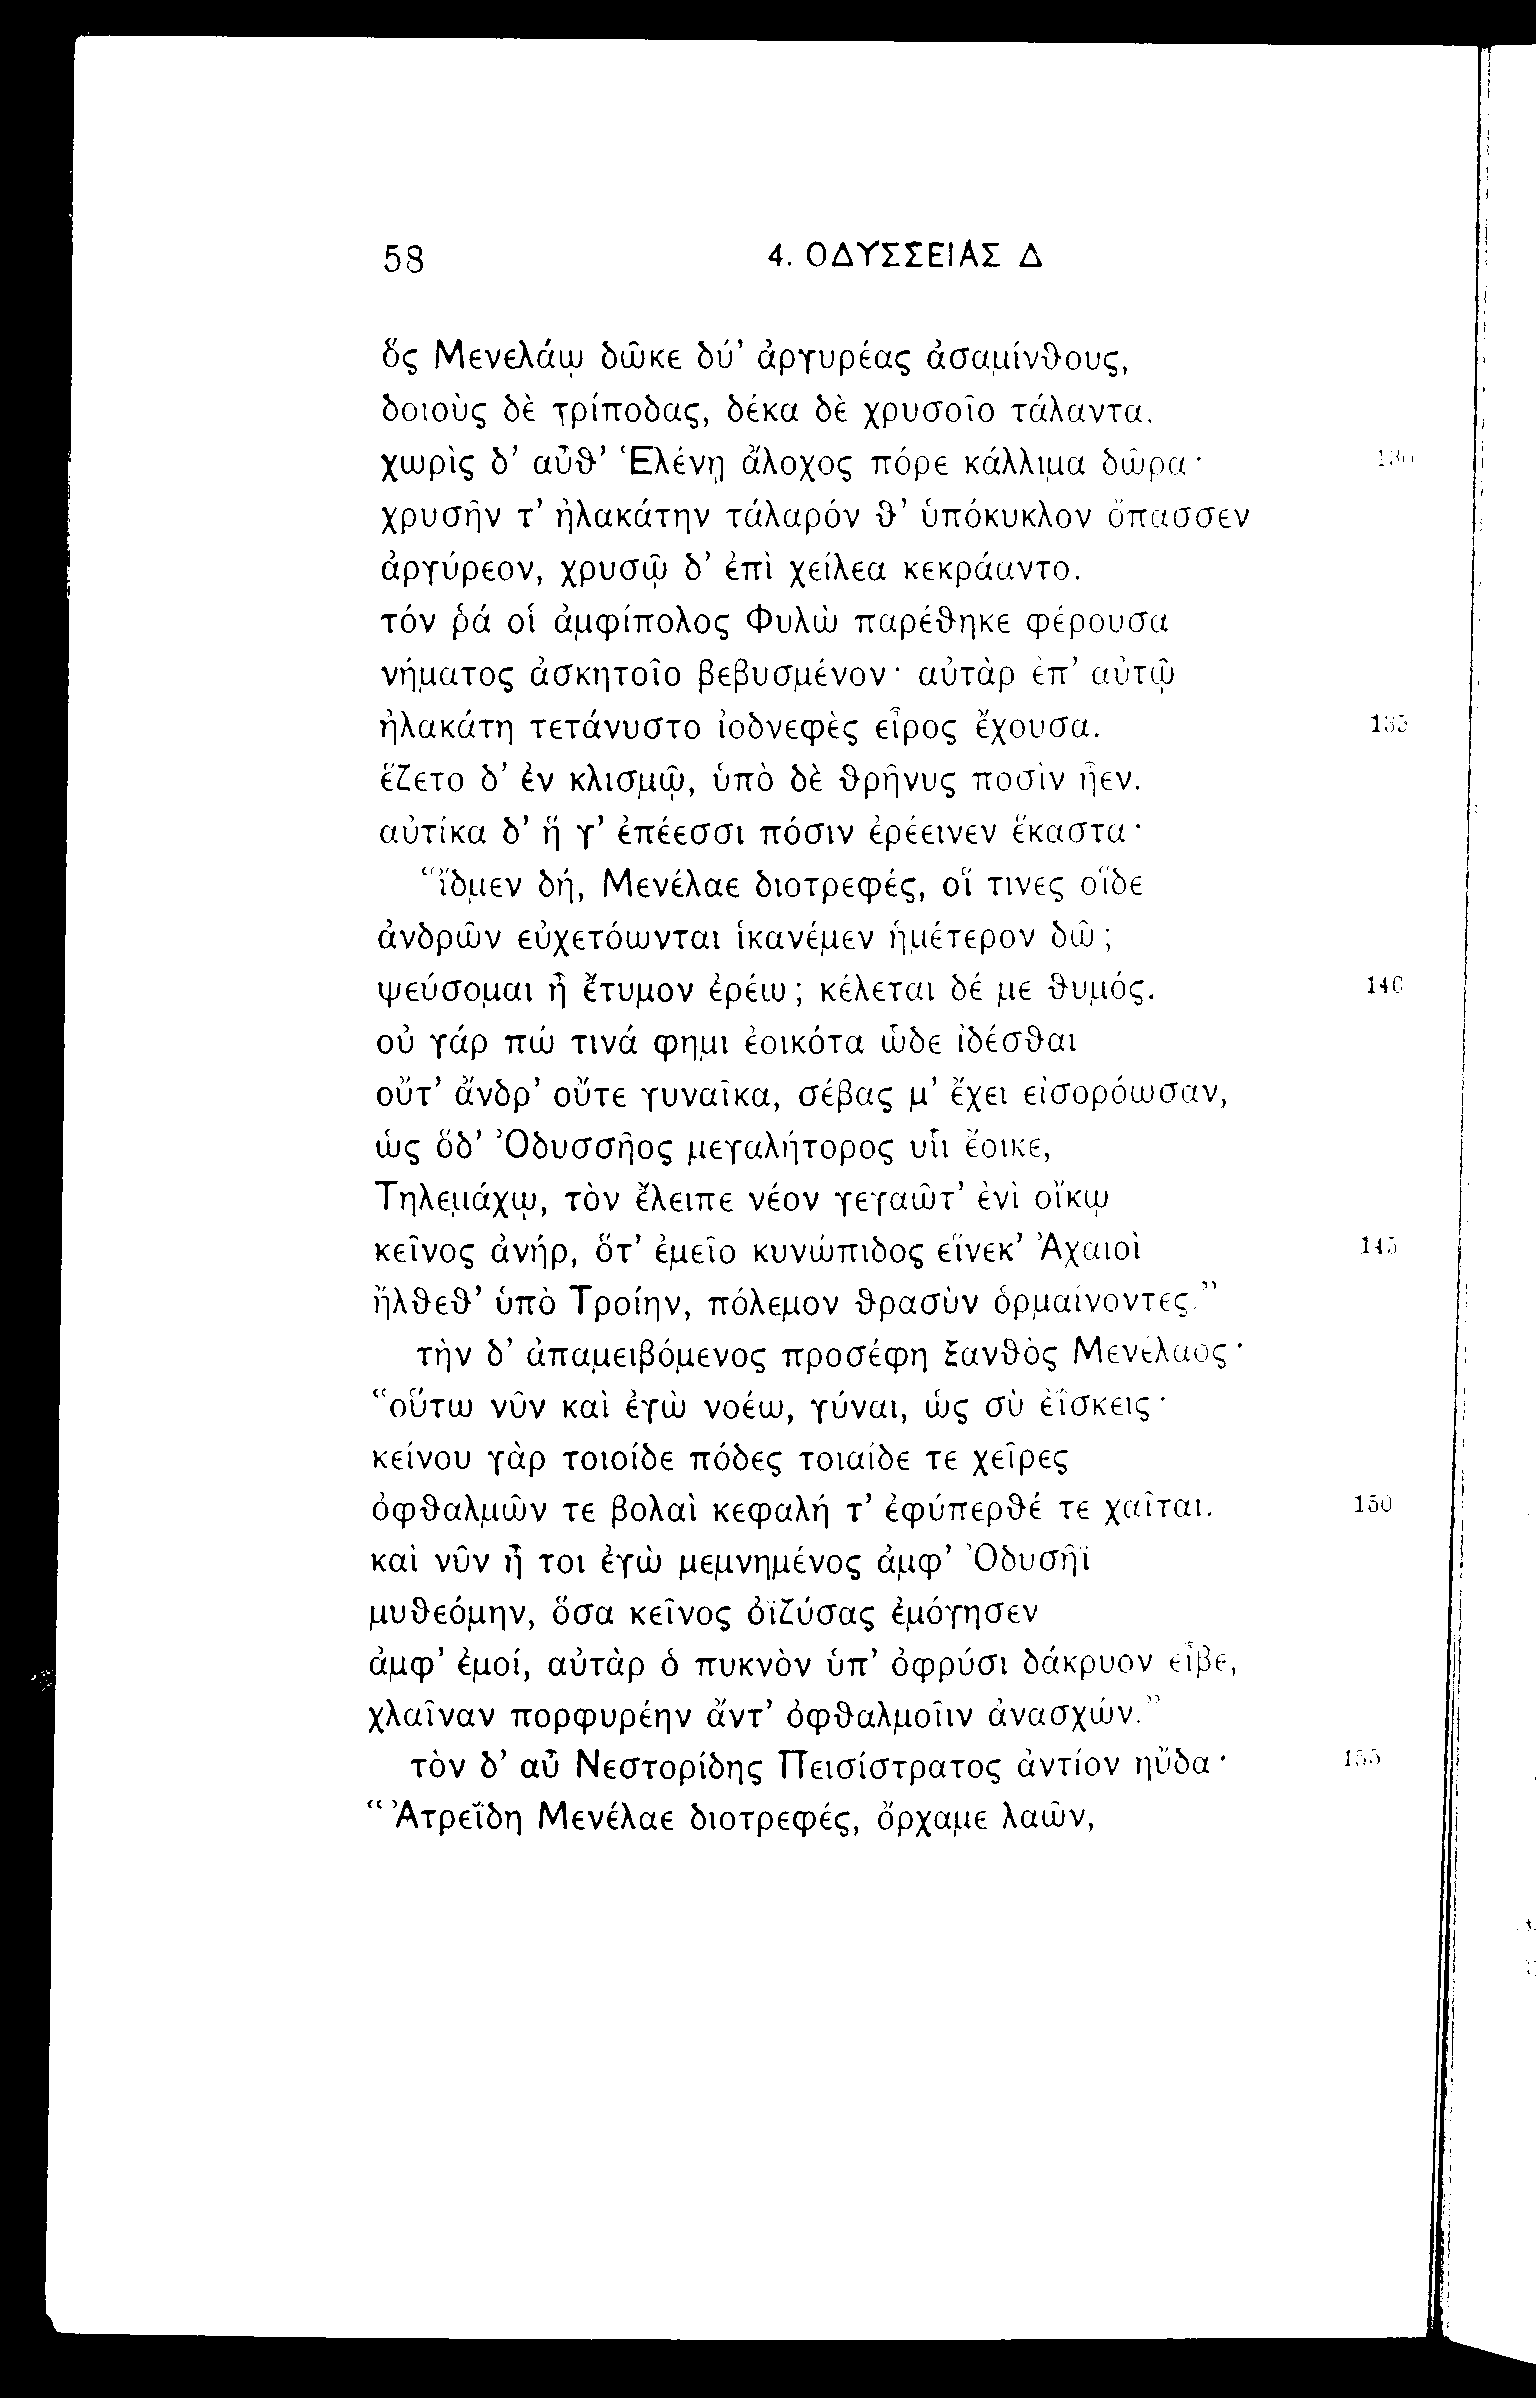 58
4. ΟΔΥΣΣΕΙΑΣ Δ
ὃς Μενελάῳ δῶκε δύ’ ἀργυρέας ἀσαμίνθους,
δοιοὺς δὲ τρίποδας, δέκα δὲ χρυσοῖο τάλαντα.
χωρὶς δ’ αὖθ’ Ἑλένῃ ἄλοχος πόρε κάλλιμα δῶρα· 130
χρυσῆν τ’ ἠλακάτην τάλαρόν θ’ ὑπόκυκλον ὄπασσεν
ἀργύρεον, χρυσῷ δ’ ἐπὶ χείλεα κεκράαντο.
τόν ῥά οἱ ἀμφίπολος Φυλὼ παρέθηκε φέρουσα
νήματος ἀσκητοῖο βεβυσμένον· αὐτὰρ ἐπ’ αὐτῷ
ἠλακάτη τετάνυστο ἰοδνεφὲς εἶρος ἔχουσα. 135
ἕζετο δ’ ἐν κλισμῷ, ὑπὸ δὲ θρῆνυς ποσὶν ἦεν.
αὐτίκα δ’ ἥ γ’ ἐπέεσσι πόσιν ἐρέεινεν ἕκαστα·
“ἴδμεν δή, Μενέλαε διοτρεφές, οἵ τινες οἵδε
ἀνδρῶν εὐχετόωνται ἱκανέμεν ἡμέτερον δῶ;
ψεύσομαι ἦ ἔτυμον ἐρέω; κέλεται δέ με θυμός. 140
οὐ γάρ πώ τινά φημι ἐοικότα ὧδε ἰδέσθαι
οὔτ’ ἄνδρ’ οὔτε γυναῖκα, σέβας μ’ ἔχει εἰσορόωσαν,
ὡς ὅδ’ Ὀδυσσῆος μεγαλήτορος υἷι ἔοικε,
Τηλεμάχῳ, τὸν ἔλειπε νέον γεγαῶτ’ ἐνὶ οἴκῳ
κεῖνος ἀνήρ, ὅτ’ ἐμεῖο κυνώπιδος εἵνεκ’ Ἀχαιοὶ 145
ἤλθεθ’ ὑπὸ Τροίην, πόλεμον θρασὺν ὁρμαίνοντες.”
τὴν δ’ ἀπαμειβόμενος προσέφη ξανθὸς Μενέλαος·
“οὕτω νῦν καὶ ἐγὼ νοέω, γύναι, ὡς σὺ ἐΐσκεις·
κείνου γὰρ τοιοίδε πόδες τοιαίδε τε χεῖρες
ὀφθαλμῶν τε βολαὶ κεφαλή τ’ ἐφύπερθέ τε χαῖται. 150
καὶ νῦν ἦ τοι ἐγὼ μεμνημένος ἀμφ’ Ὀδυσῆϊ
μυθεόμην, ὅσα κεῖνος ὀϊζύσας ἐμόγησεν
ἀμφ’ ἐμοί, αὐτὰρ ὁ πυκνὸν ὑπ’ ὀφρύσι δάκρυον εἶβε,
χλαῖναν πορφυρέην ἄντ’ ὀφθαλμοῖιν ἀνασχών.”
τὸν δ’ αὖ Νεστορίδης Πεισίστρατος ἀντίον ηὔδα· 155
“Ἀτρεΐδη Μενέλαε διοτρεφές, ὄρχαμε λαῶν,